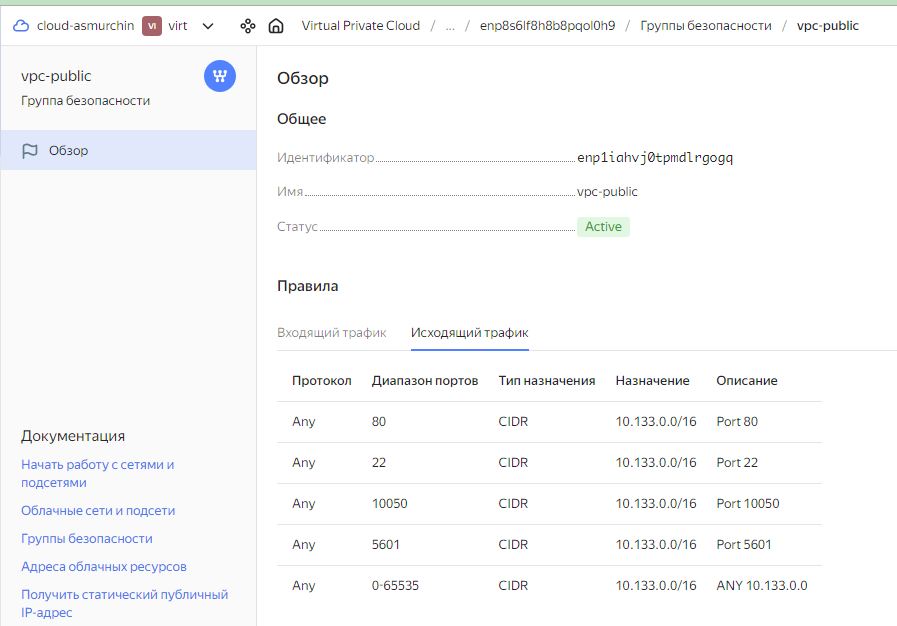 cloud-asmurchin VI virt Virtual Private Cloud / ... / enp8s6lf8h8b8pqol0h9 / Группы безопасности / vpc-public
vpc-public
Группа безопасности
Обзор
Документация
Начать работу с сетями и
подсетями
Облачные сети и подсети
Группы безопасности
Адреса облачных ресурсов
Получить статический публичный
IP-адрес
Обзор
Общее
Идентификатор enp1iahvj0tpmdlrgogq
Имя vpc-public
Статус Active
Правила
Входящий трафик Исходящий трафик
Протокол Диапазон портов Тип назначения Назначение Описание
Any 80 CIDR 10.133.0.0/16 Port 80
Any 22 CIDR 10.133.0.0/16 Port 22
Any 10050 CIDR 10.133.0.0/16 Port 10050
Any 5601 CIDR 10.133.0.0/16 Port 5601
Any 0-65535 CIDR 10.133.0.0/16 ANY 10.133.0.0